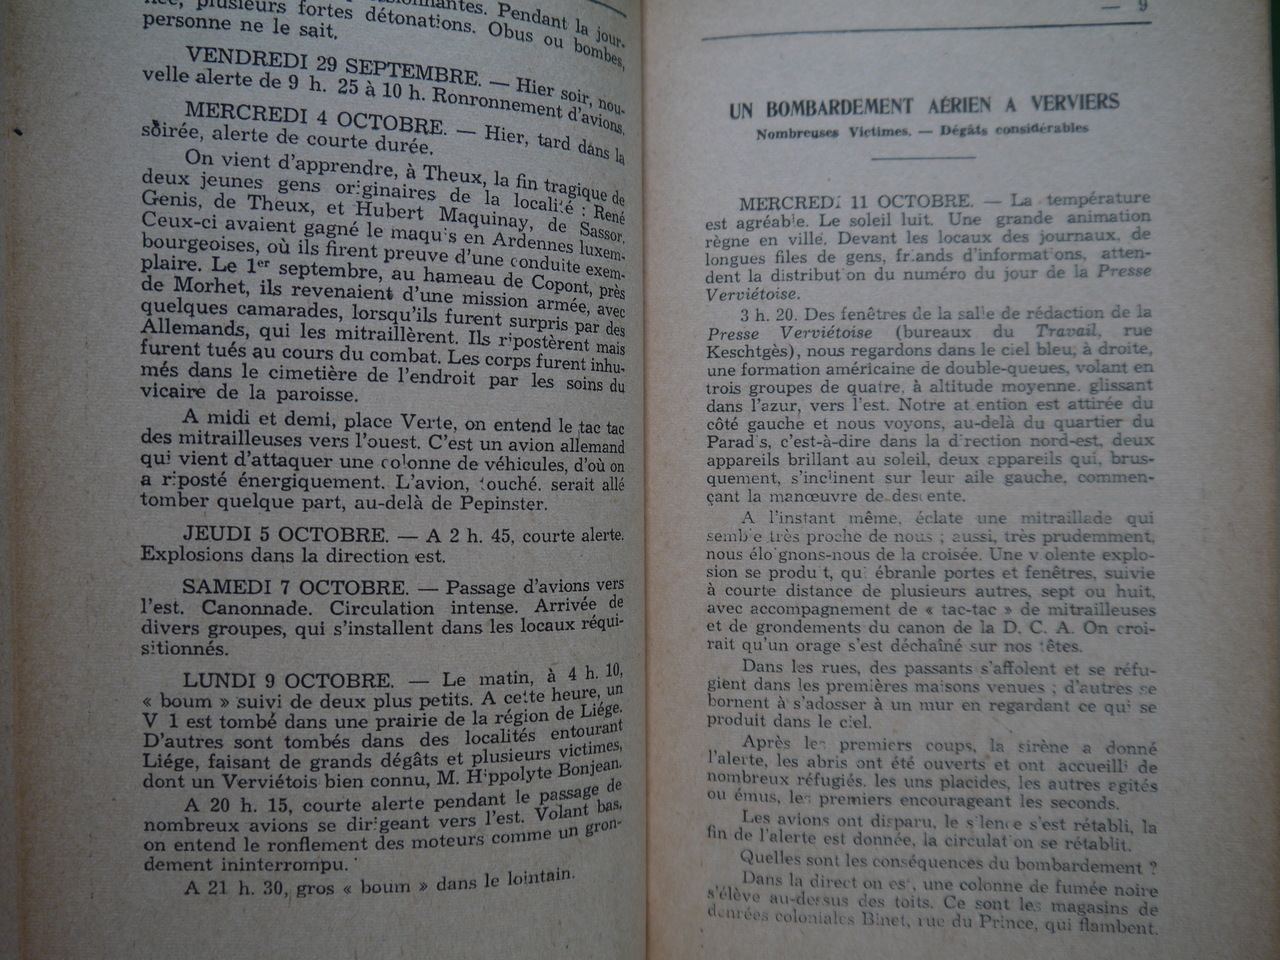 sionnantes. Pendant la jour-
née, plusieurs fortes détonations. Obus ou bombes,
personne ne le sait.
VENDREDI 29 SEPTEMBRE. — Hier soir, nou-
velle alerte de 9 h. 25 à 10 h. Ronronnement d'avions.
MERCREDI 4 OCTOBRE. — Hier, tard dans la
soirée, alerte de courte durée.
On vient d'apprendre, à Theux, la fin tragique de
deux jeunes gens originaires de la localité : René
Genis, de Theux, et Hubert Maquinay, de Sassor.
Ceux-ci avaient gagné le maquis en Ardennes luxem-
bourgeoises, où ils firent preuve d'une conduite exem-
plaire. Le 1er septembre, au hameau de Copont, près
de Morhet, ils revenaient d'une mission armée, avec
quelques camarades, lorsqu'ils furent surpris par des
Allemands, qui les mitraillèrent. Ils ripostèrent mais
furent tués au cours du combat. Les corps furent inhu-
més dans le cimetière de l'endroit par les soins du
vicaire de la paroisse.
A midi et demi, place Verte, on entend le tac tac
des mitrailleuses vers l'ouest. C'est un avion allemand
qui vient d'attaquer une colonne de véhicules, d'où on
a riposté énergiquement. L'avion, touché, serait allé
tomber quelque part, au-delà de Pepinster.
JEUDI 5 OCTOBRE. — A 2 h. 45, courte alerte.
Explosions dans la direction est.
SAMEDI 7 OCTOBRE. — Passage d'avions vers
l'est. Canonnade. Circulation intense. Arrivée de
divers groupes, qui s'installent dans les locaux réqui-
sitionnés.
LUNDI 9 OCTOBRE. — Le matin, à 4 h. 10,
« boum » suivi de deux plus petits. A cette heure, un
V 1 est tombé dans une prairie de la région de Liége.
D'autres sont tombés dans des localités entourant
Liége, faisant de grands dégâts et plusieurs victimes,
dont un Verviétois bien connu, M. Hippolyte Bonjean.
A 20 h. 15, courte alerte pendant le passage de
nombreux avions se dirigeant vers l'est. Volant bas,
on entend le ronflement des moteurs comme un gron-
dement ininterrompu.
A 21 h. 30, gros « boum » dans le lointain.
— 9
UN BOMBARDEMENT AÉRIEN A VERVIERS
Nombreuses Victimes. — Dégâts considérables
MERCREDI 11 OCTOBRE. — La température
est agréable. Le soleil luit. Une grande animation
règne en ville. Devant les locaux des journaux, de
longues files de gens, friands d'informations, atten-
dent la distribution du numéro du jour de la Presse
Verviétoise.
3 h. 20. Des fenêtres de la salle de rédaction de la
Presse Verviétoise (bureaux du Travail, rue
Keschtgès), nous regardons dans le ciel bleu, à droite,
une formation américaine de double-queues, volant en
trois groupes de quatre, à altitude moyenne, glissant
dans l'azur, vers l'est. Notre attention est attirée du
côté gauche et nous voyons, au-delà du quartier du
Paradis, c'est-à-dire dans la direction nord-est, deux
appareils brillant au soleil, deux appareils qui, brus-
quement, s'inclinent sur leur aile gauche, commen-
çant la manœuvre de descente.
A l'instant même, éclate une mitraillade qui
semble très proche de nous ; aussi, très prudemment,
nous éloignons-nous de la croisée. Une violente explo-
sion se produit, qui ébranle portes et fenêtres, suivie
à courte distance de plusieurs autres, sept ou huit,
avec accompagnement de « tac-tac » de mitrailleuses
et de grondements du canon de la D. C. A. On croi-
rait qu'un orage s'est déchaîné sur nos têtes.
Dans les rues, des passants s'affolent et se réfu-
gient dans les premières maisons venues ; d'autres se
bornent à s'adosser à un mur en regardant ce qui se
produit dans le ciel.
Après les premiers coups, la sirène a donné
l'alerte, les abris ont été ouverts et ont accueilli de
nombreux réfugiés, les uns placides, les autres agités
ou émus, les premiers encourageant les seconds.
Les avions ont disparu, le silence s'est rétabli, la
fin de l'alerte est donnée, la circulation se rétablit.
Quelles sont les conséquences du bombardement ?
Dans la direction est, une colonne de fumée noire
s'élève au-dessus des toits. Ce sont les magasins de
denrées coloniales Binet, rue du Prince, qui flambent.